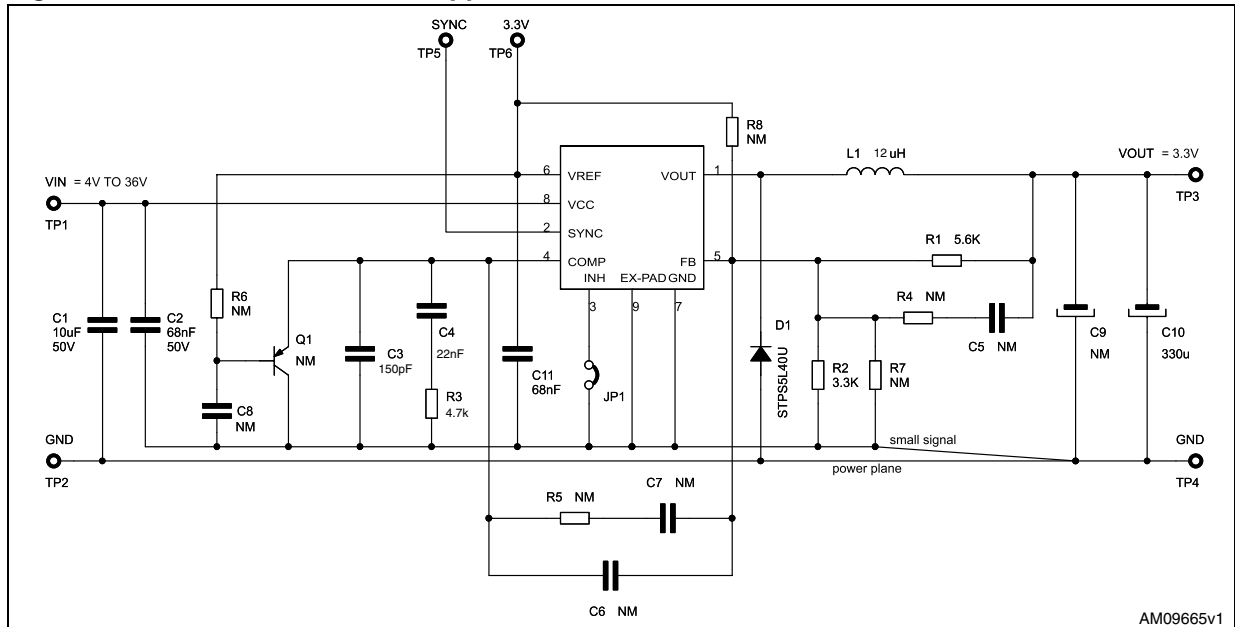 SYNC
TP5
3.3V
TP6
R8
NM
L1 12 uH
VOUT = 3.3V
TP3
VIN = 4V TO 36V
TP1
6
VREF
VOUT
1
8
VCC
2
SYNC
4
COMP
FB
5
INH
EX-PAD
GND
3
9
7
R1 5.6K
R4 NM
C5 NM
R6
NM
C1
10uF
50V
C2
68nF
50V
Q1
NM
C3
150pF
C4
22nF
R3
4.7k
C11
68nF
JP1
D1
STPS5L40U
R2
3.3K
R7
NM
C9
NM
C10
330u
C8
NM
GND
TP2
small signal
power plane
GND
TP4
R5 NM
C7 NM
C6 NM
AM09665v1